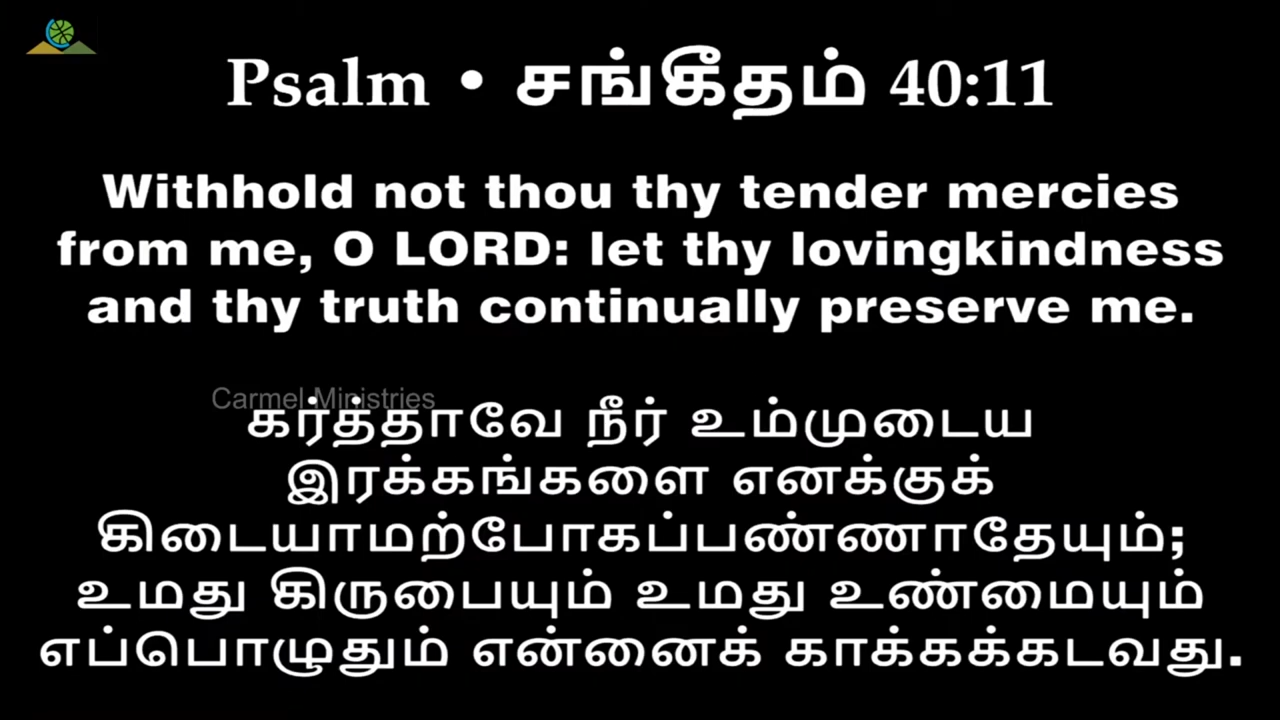 Psalm • சங்கீதம் 40:11
Withhold not thou thy tender mercies
from me, O LORD: let thy lovingkindness
and thy truth continually preserve me.
Carmel Ministries
கர்த்தாவே நீர் உம்முடைய
இரக்கங்களை எனக்குக்
கிடையாமற்போகப்பண்ணாதேயும்;
உமது கிருபையும் உமது உண்மையும்
எப்பொழுதும் என்னைக் காக்கக்கடவது.